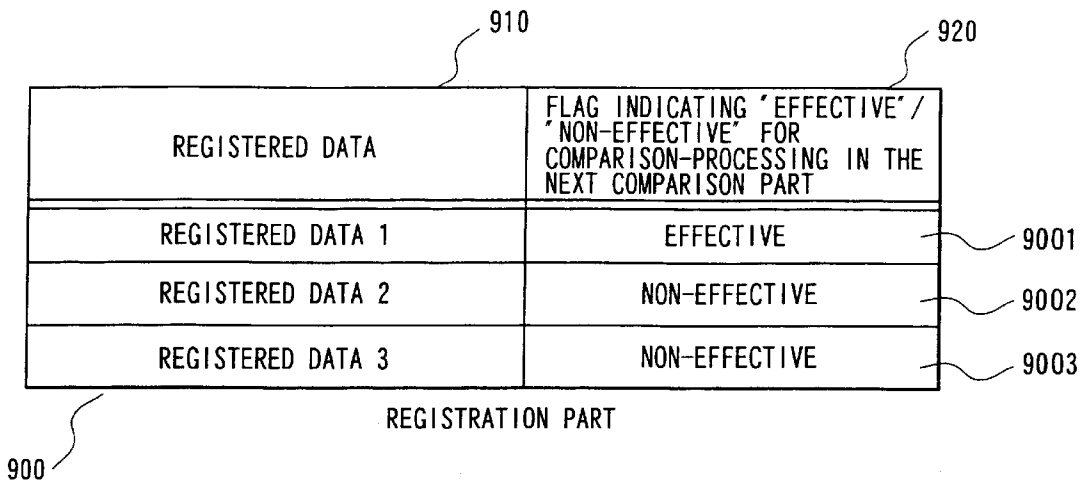 910
920
REGISTERED DATA
FLAG INDICATING "EFFECTIVE"/
"NON-EFFECTIVE" FOR
COMPARISON-PROCESSING IN THE
NEXT COMPARISON PART
REGISTERED DATA 1
EFFECTIVE
9001
REGISTERED DATA 2
NON-EFFECTIVE
9002
REGISTERED DATA 3
NON-EFFECTIVE
9003
REGISTRATION PART
900